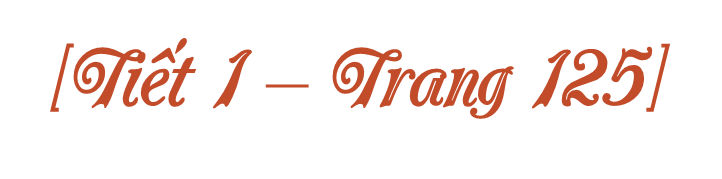 [Tiết 1 – Trang 125]